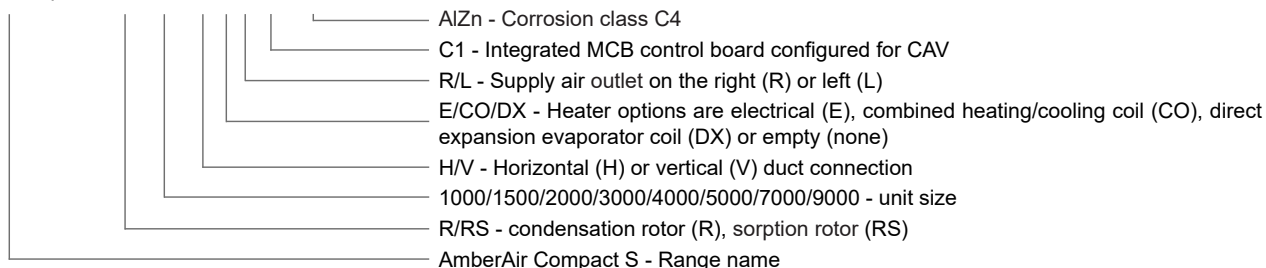 AlZn - Corrosion class C4
C1 - Integrated MCB control board configured for CAV
R/L - Supply air outlet on the right (R) or left (L)
E/CO/DX - Heater options are electrical (E), combined heating/cooling coil (CO), direct
expansion evaporator coil (DX) or empty (none)
H/V - Horizontal (H) or vertical (V) duct connection
1000/1500/2000/3000/4000/5000/7000/9000 - unit size
R/RS - condensation rotor (R), sorption rotor (RS)
AmberAir Compact S - Range name